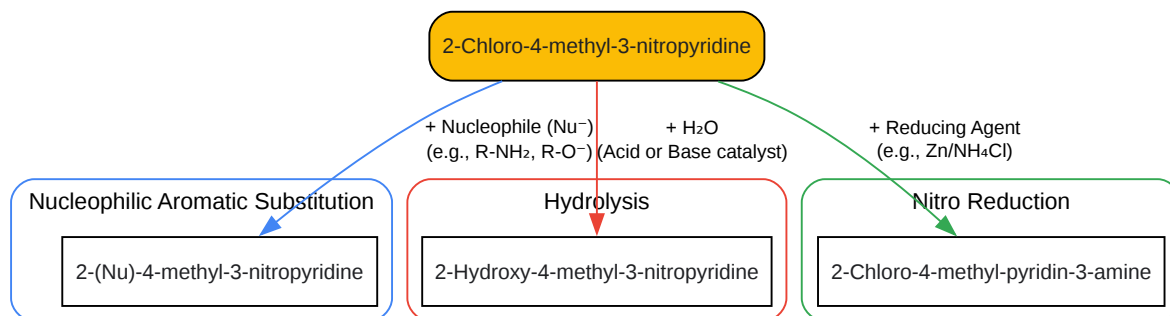 2-Chloro-4-methyl-3-nitropyridine
+ Nucleophile (Nu⁻)
(e.g., R-NH₂, R-O⁻)
+ H₂O
(Acid or Base catalyst)
+ Reducing Agent
(e.g., Zn/NH₄Cl)
Nucleophilic Aromatic Substitution
Hydrolysis
Nitro Reduction
2-(Nu)-4-methyl-3-nitropyridine
2-Hydroxy-4-methyl-3-nitropyridine
2-Chloro-4-methyl-pyridin-3-amine